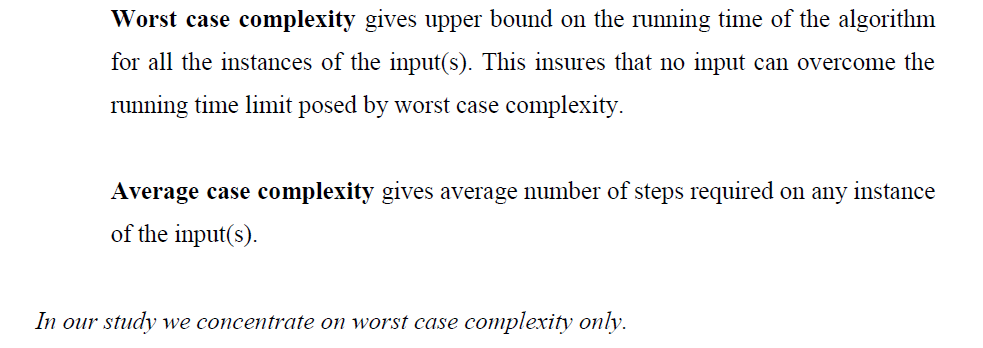 Worst case complexity gives upper bound on the running time of the algorithm
for all the instances of the input(s). This insures that no input can overcome the
running time limit posed by worst case complexity.
Average case complexity gives average number of steps required on any instance
of the input(s).
In our study we concentrate on worst case complexity only.